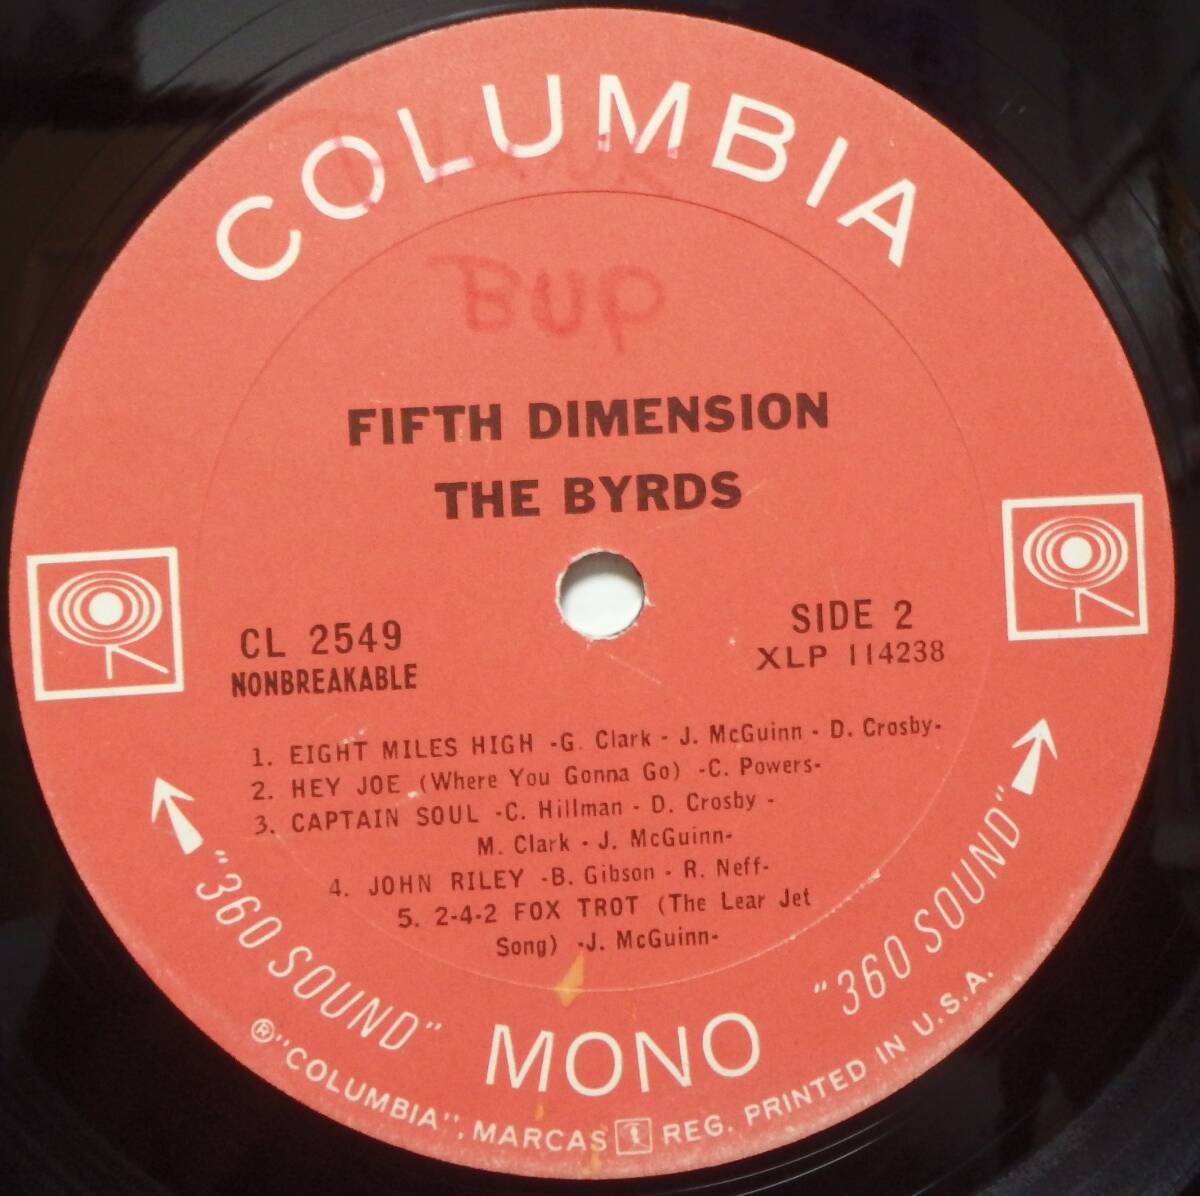 COLUMBIA
BUP
FIFTH DIMENSION
THE BYRDS
CL 2549
NONBREAKABLE
SIDE 2
XLP 114238
1. EIGHT MILES HIGH -G. Clark - J. McGuinn - D. Crosby-
2. HEY JOE (Where You Gonna Go) -C. Powers-
3. CAPTAIN SOUL -C. Hillman - D. Crosby -
M. Clark - J. McGuinn-
4. JOHN RILEY -B. Gibson - R. Neff-
5. 2-4-2 FOX TROT (The Lear Jet
Song) -J. McGuinn-
"360 SOUND"
MONO
"360 SOUND"
®"COLUMBIA", MARCAS REG. PRINTED IN U.S.A.